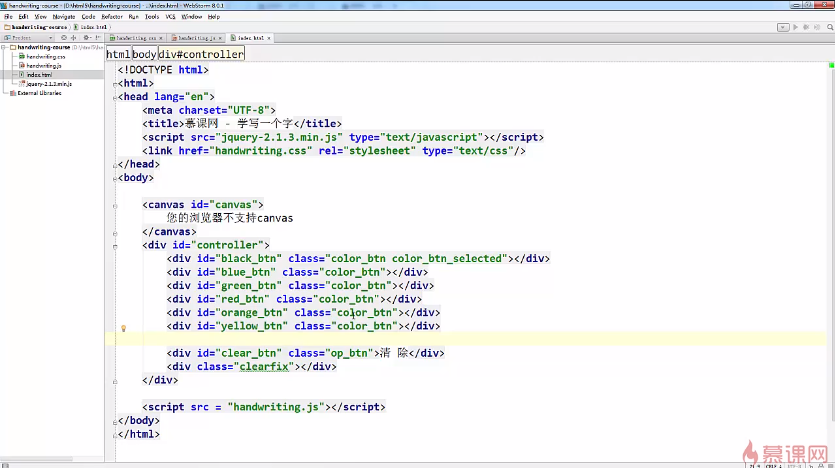 handwriting-course - [D:\html5\handwriting-course] - ...\index.html - WebStorm 8.0.1
File Edit View Navigate Code Refactor Run Tools VCS Window Help
handwriting-course index.html
Project
handwriting.css handwriting.js index.html
handwriting-course
handwriting.css
handwriting.js
index.html
jquery-2.1.3.min.js
External Libraries
html body div#controller
<!DOCTYPE html>
<html>
<head lang="en">
<meta charset="UTF-8">
<title>慕课网 - 学写一个字</title>
<script src="jquery-2.1.3.min.js" type="text/javascript"></script>
<link href="handwriting.css" rel="stylesheet" type="text/css"/>
</head>
<body>
<canvas id="canvas">
您的浏览器不支持canvas
</canvas>
<div id="controller">
<div id="black_btn" class="color_btn color_btn_selected"></div>
<div id="blue_btn" class="color_btn"></div>
<div id="green_btn" class="color_btn"></div>
<div id="red_btn" class="color_btn"></div>
<div id="orange_btn" class="color_btn"></div>
<div id="yellow_btn" class="color_btn"></div>
<div id="clear_btn" class="op_btn">清 除</div>
<div class="clearfix"></div>
</div>
<script src = "handwriting.js"></script>
</body>
</html>
慕课网